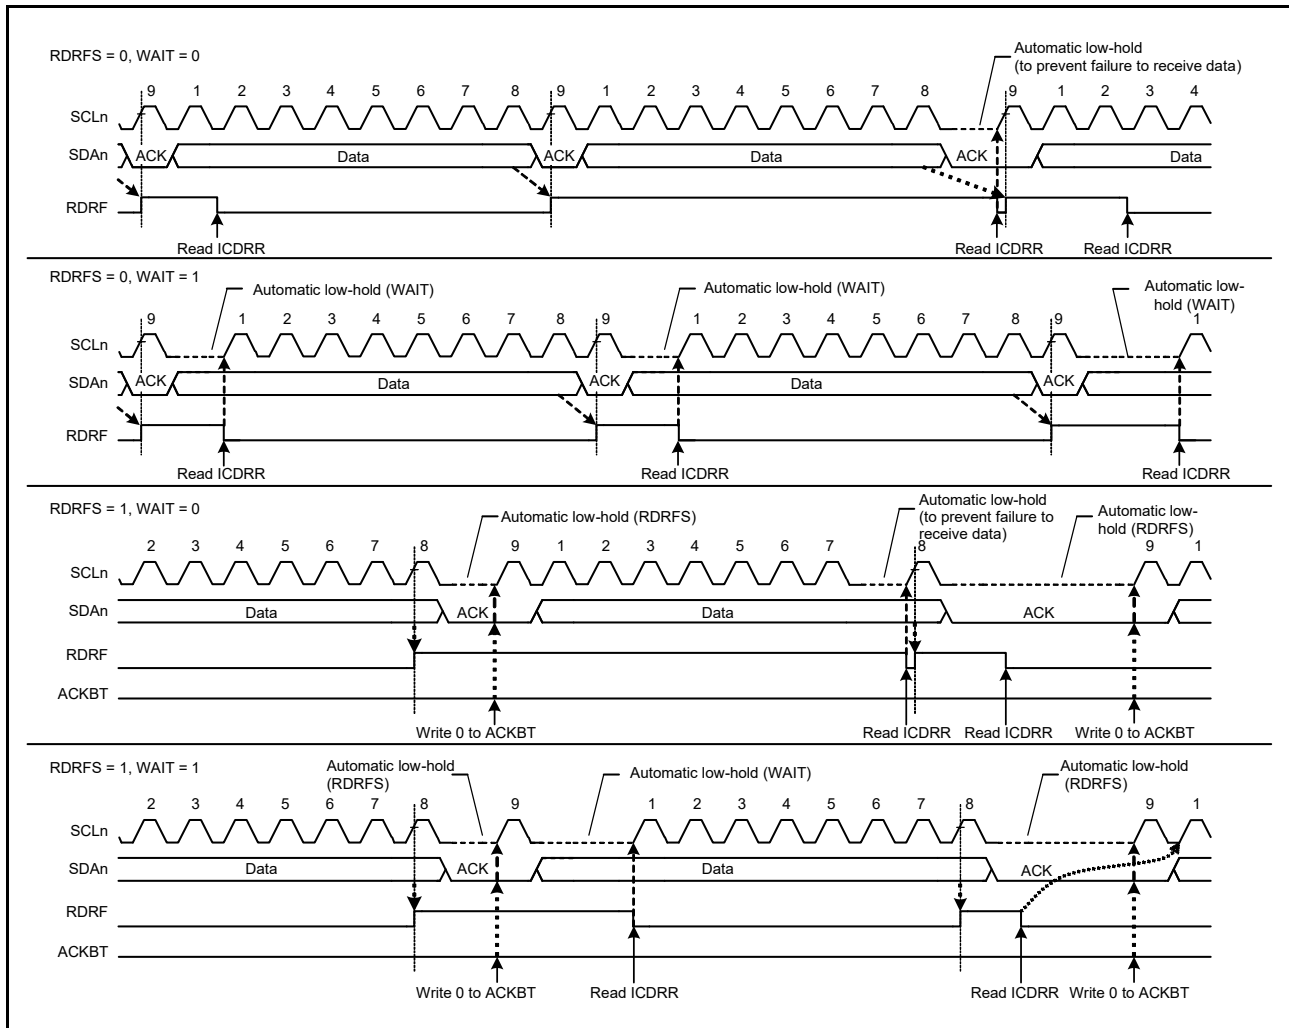 RDRFS = 0, WAIT = 0
Automatic low-hold
(to prevent failure to receive data)
9 1 2 3 4 5 6 7 8 9 1 2 3 4 5 6 7 8 9 1 2 3 4
SCLn
SDAn ACK Data ACK Data ACK Data
RDRF
Read ICDRR Read ICDRR Read ICDRR
RDRFS = 0, WAIT = 1
Automatic low-hold (WAIT) Automatic low-hold (WAIT) Automatic low-
hold (WAIT)
9 1 2 3 4 5 6 7 8 9 1 2 3 4 5 6 7 8 9 1
SCLn
SDAn ACK Data ACK Data ACK
RDRF
Read ICDRR Read ICDRR Read ICDRR
RDRFS = 1, WAIT = 0
Automatic low-hold (RDRFS)
Automatic low-hold
(to prevent failure to
receive data)
Automatic low-
hold (RDRFS)
2 3 4 5 6 7 8 9 1 2 3 4 5 6 7 8 9 1
SCLn
SDAn Data ACK Data ACK
RDRF
ACKBT
Write 0 to ACKBT Read ICDRR Read ICDRR Write 0 to ACKBT
RDRFS = 1, WAIT = 1
Automatic low-hold
(RDRFS)
Automatic low-hold (WAIT)
Automatic low-hold
(RDRFS)
2 3 4 5 6 7 8 9 1 2 3 4 5 6 7 8 9 1
SCLn
SDAn Data ACK Data ACK
RDRF
ACKBT
Write 0 to ACKBT Read ICDRR Read ICDRR Write 0 to ACKBT